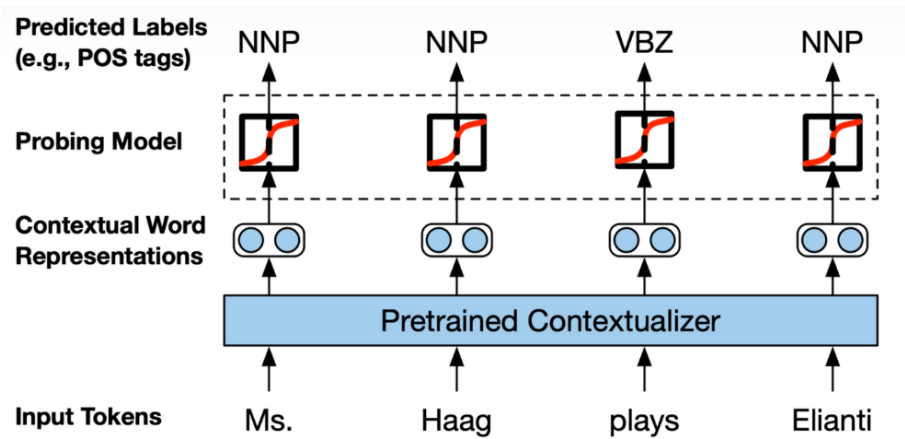 Predicted Labels
(e.g., POS tags)
NNP NNP VBZ NNP
Probing Model
Contextual Word
Representations
Pretrained Contextualizer
Input Tokens
Ms. Haag plays Elianti